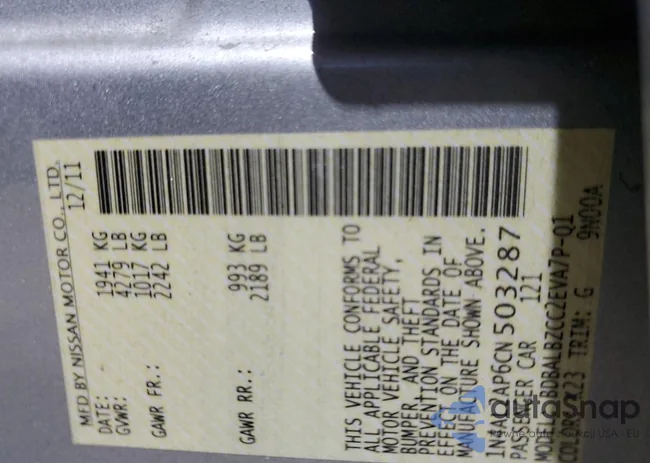 MFD BY NISSAN MOTOR CO., LTD.
DATE: 12/11
GVWR: 1941 KG
4279 LB
GAWR FR.: 1017 KG
2242 LB
GAWR RR.: 993 KG
2189 LB
THIS VEHICLE CONFORMS TO
ALL APPLICABLE FEDERAL
MOTOR VEHICLE SAFETY,
BUMPER, AND THEFT
PREVENTION STANDARDS IN
EFFECT ON THE DATE OF
MANUFACTURE SHOWN ABOVE.
1N4AA2AP6CN503287
PASSENGER CAR 121
TRIM: G 9N00A
autosnap